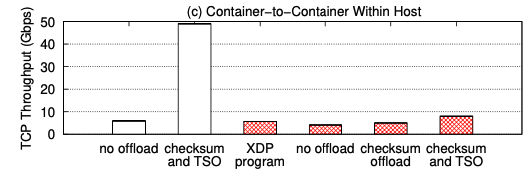 (c) Container-to-Container Within Host
TCP Throughput (Gbps)
50
40
30
20
10
0
no offload
checksum
and TSO
XDP
program
no offload
checksum
offload
checksum
and TSO